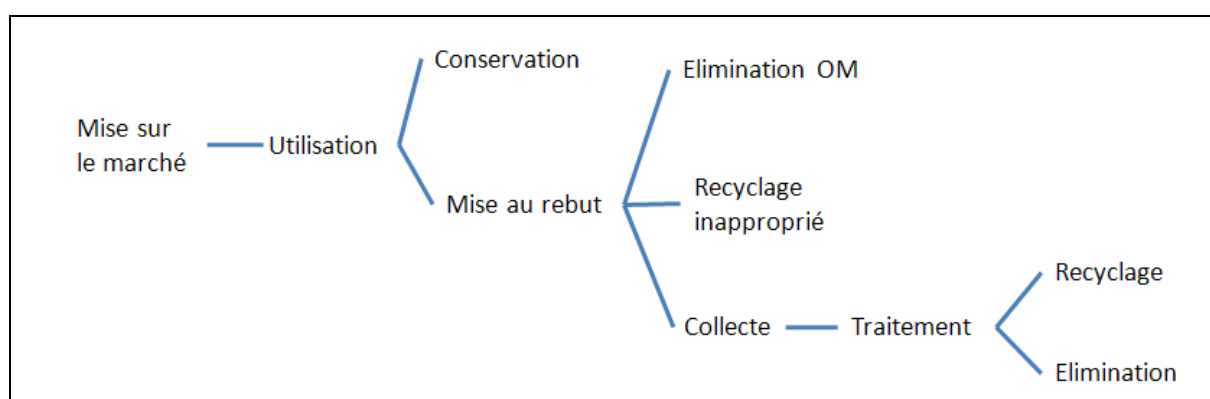 Conservation
Elimination OM
Mise sur
le marché
Utilisation
Mise au rebut
Recyclage
inapproprié
Collecte
Traitement
Recyclage
Elimination